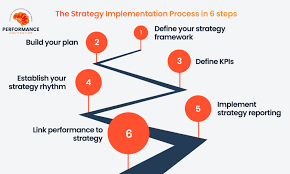 The Strategy Implementation Process in 6 steps
PERFORMANCE
1
Define your strategy
framework
2
Build your plan
3
Define KPIs
4
Establish your
strategy rhythm
5
Implement
strategy reporting
6
Link performance to
strategy